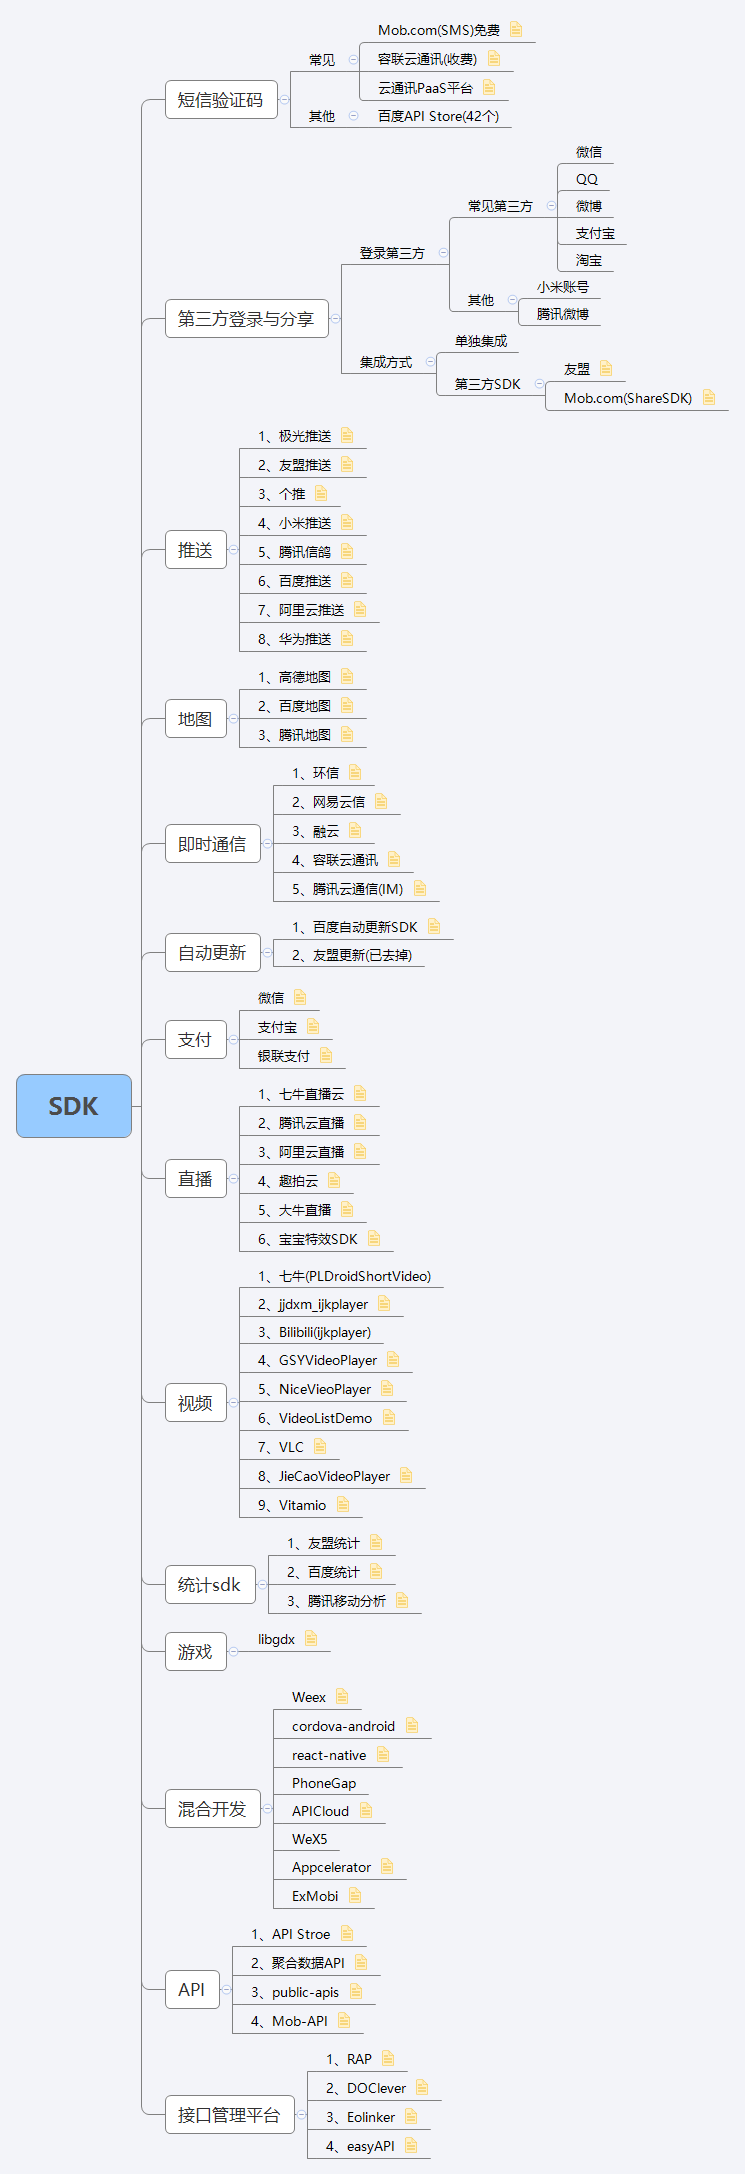 SDK
短信验证码
常见
Mob.com(SMS)免费
容联云通讯(收费)
云通讯PaaS平台
其他
百度API Store(42个)
第三方登录与分享
登录第三方
常见第三方
微信
QQ
微博
支付宝
淘宝
其他
小米账号
腾讯微博
集成方式
单独集成
第三方SDK
友盟
Mob.com(ShareSDK)
推送
1、极光推送
2、友盟推送
3、个推
4、小米推送
5、腾讯信鸽
6、百度推送
7、阿里云推送
8、华为推送
地图
1、高德地图
2、百度地图
3、腾讯地图
即时通信
1、环信
2、网易云信
3、融云
4、容联云通讯
5、腾讯云通信(IM)
自动更新
1、百度自动更新SDK
2、友盟更新(已去掉)
支付
微信
支付宝
银联支付
直播
1、七牛直播云
2、腾讯云直播
3、阿里云直播
4、趣拍云
5、大牛直播
6、宝宝特效SDK
视频
1、七牛(PLDroidShortVideo)
2、jjdxm_ijkplayer
3、Bilibili(ijkplayer)
4、GSYVideoPlayer
5、NiceVieoPlayer
6、VideoListDemo
7、VLC
8、JieCaoVideoPlayer
9、Vitamio
统计sdk
1、友盟统计
2、百度统计
3、腾讯移动分析
游戏
libgdx
混合开发
Weex
cordova-android
react-native
PhoneGap
APICloud
WeX5
Appcelerator
ExMobi
API
1、API Stroe
2、聚合数据API
3、public-apis
4、Mob-API
接口管理平台
1、RAP
2、DOClever
3、Eolinker
4、easyAPI